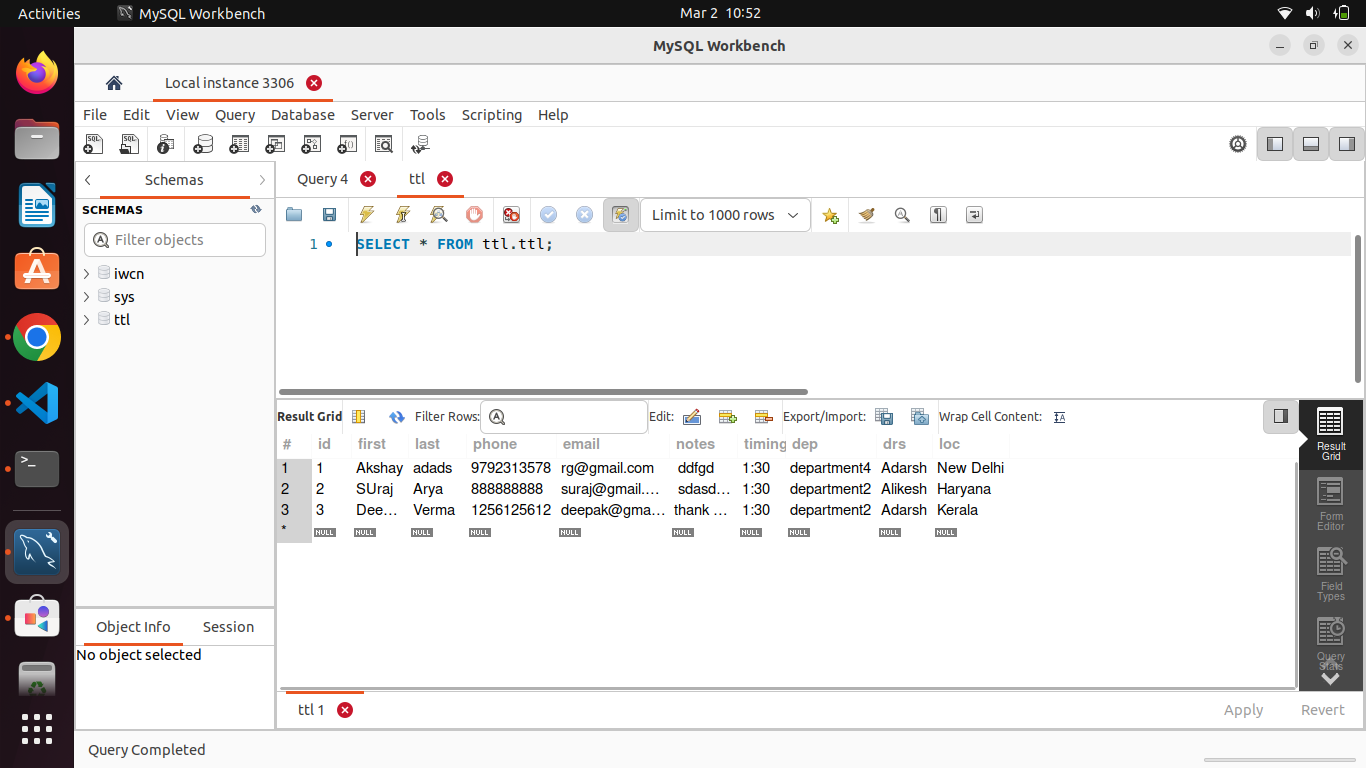 Activities MySQL Workbench Mar 2 10:52
MySQL Workbench
Local instance 3306
File Edit View Query Database Server Tools Scripting Help
Schemas
Query 4 ttl
SCHEMAS
Filter objects
iwcn
sys
ttl
Limit to 1000 rows
1 SELECT * FROM ttl.ttl;
Result Grid Filter Rows: Edit: Export/Import: Wrap Cell Content:
# id first last phone email notes timing dep drs loc
1 1 Akshay adads 9792313578 rg@gmail.com ddfgd 1:30 department4 Adarsh New Delhi
2 2 SUraj Arya 888888888 suraj@gmail.... sdasd... 1:30 department2 Alikesh Haryana
3 3 Dee... Verma 1256125612 deepak@gma... thank ... 1:30 department2 Adarsh Kerala
* NULL NULL NULL NULL NULL NULL NULL NULL NULL NULL
Result
Grid
Form
Editor
Field
Types
Query
Stats
Object Info Session
No object selected
ttl 1 Apply Revert
Query Completed